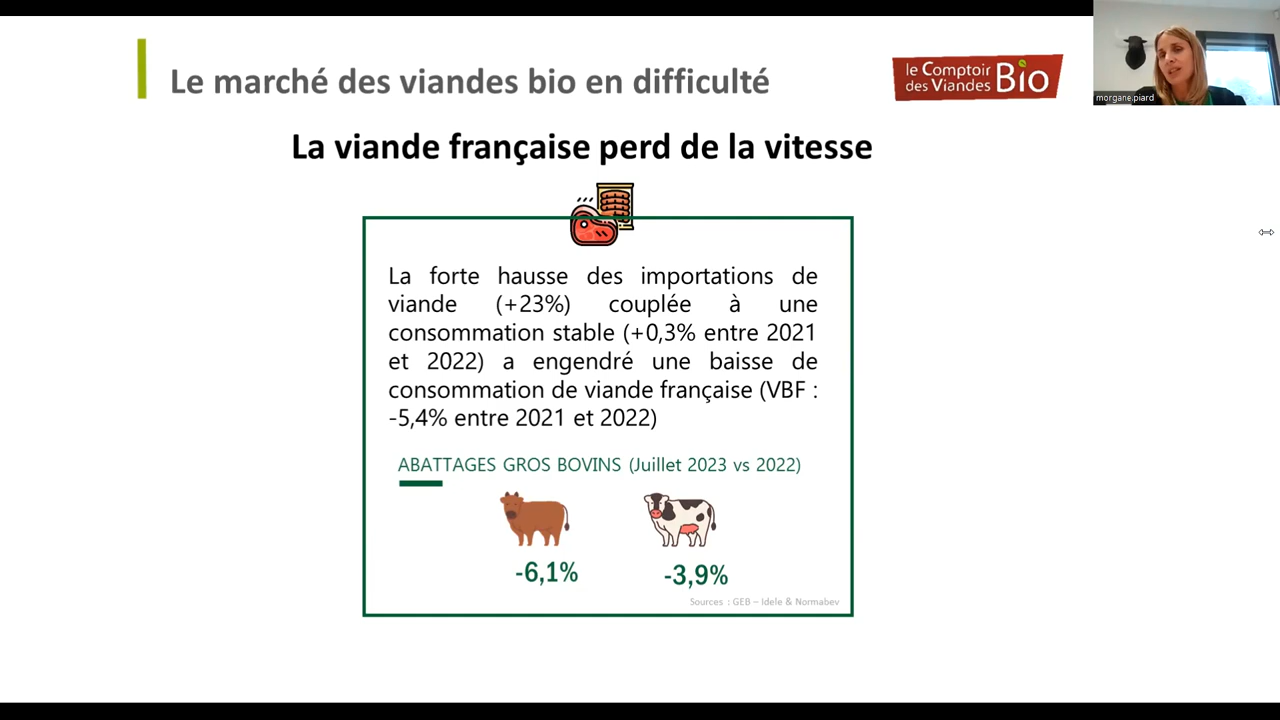 Le marché des viandes bio en difficulté
le Comptoir
des Viandes Bio
morgane.piard
La viande française perd de la vitesse
La forte hausse des importations de
viande (+23%) couplée à une
consommation stable (+0,3% entre 2021
et 2022) a engendré une baisse de
consommation de viande française (VBF :
-5,4% entre 2021 et 2022)
ABATTAGES GROS BOVINS (Juillet 2023 vs 2022)
-6,1% -3,9%
Sources : GEB – Idele & Normabev